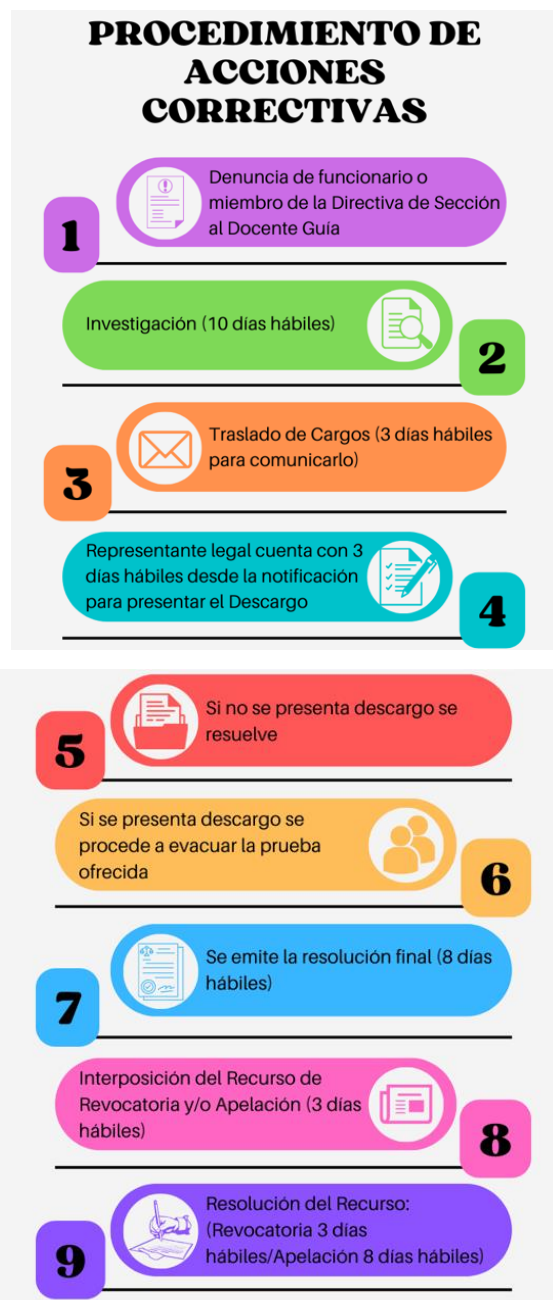 PROCEDIMIENTO DE
ACCIONES
CORRECTIVAS
1
Denuncia de funcionario o
miembro de la Directiva de Sección
al Docente Guía
Investigación (10 días hábiles)
2
3
Traslado de Cargos (3 días hábiles
para comunicarlo)
Representante legal cuenta con 3
días hábiles desde la notificación
para presentar el Descargo
4
5
Si no se presenta descargo se
resuelve
Si se presenta descargo se
procede a evacuar la prueba
ofrecida
6
7
Se emite la resolución final (8 días
hábiles)
Interposición del Recurso de
Revocatoria y/o Apelación (3 días
hábiles)
8
9
Resolución del Recurso:
(Revocatoria 3 días
hábiles/Apelación 8 días hábiles)